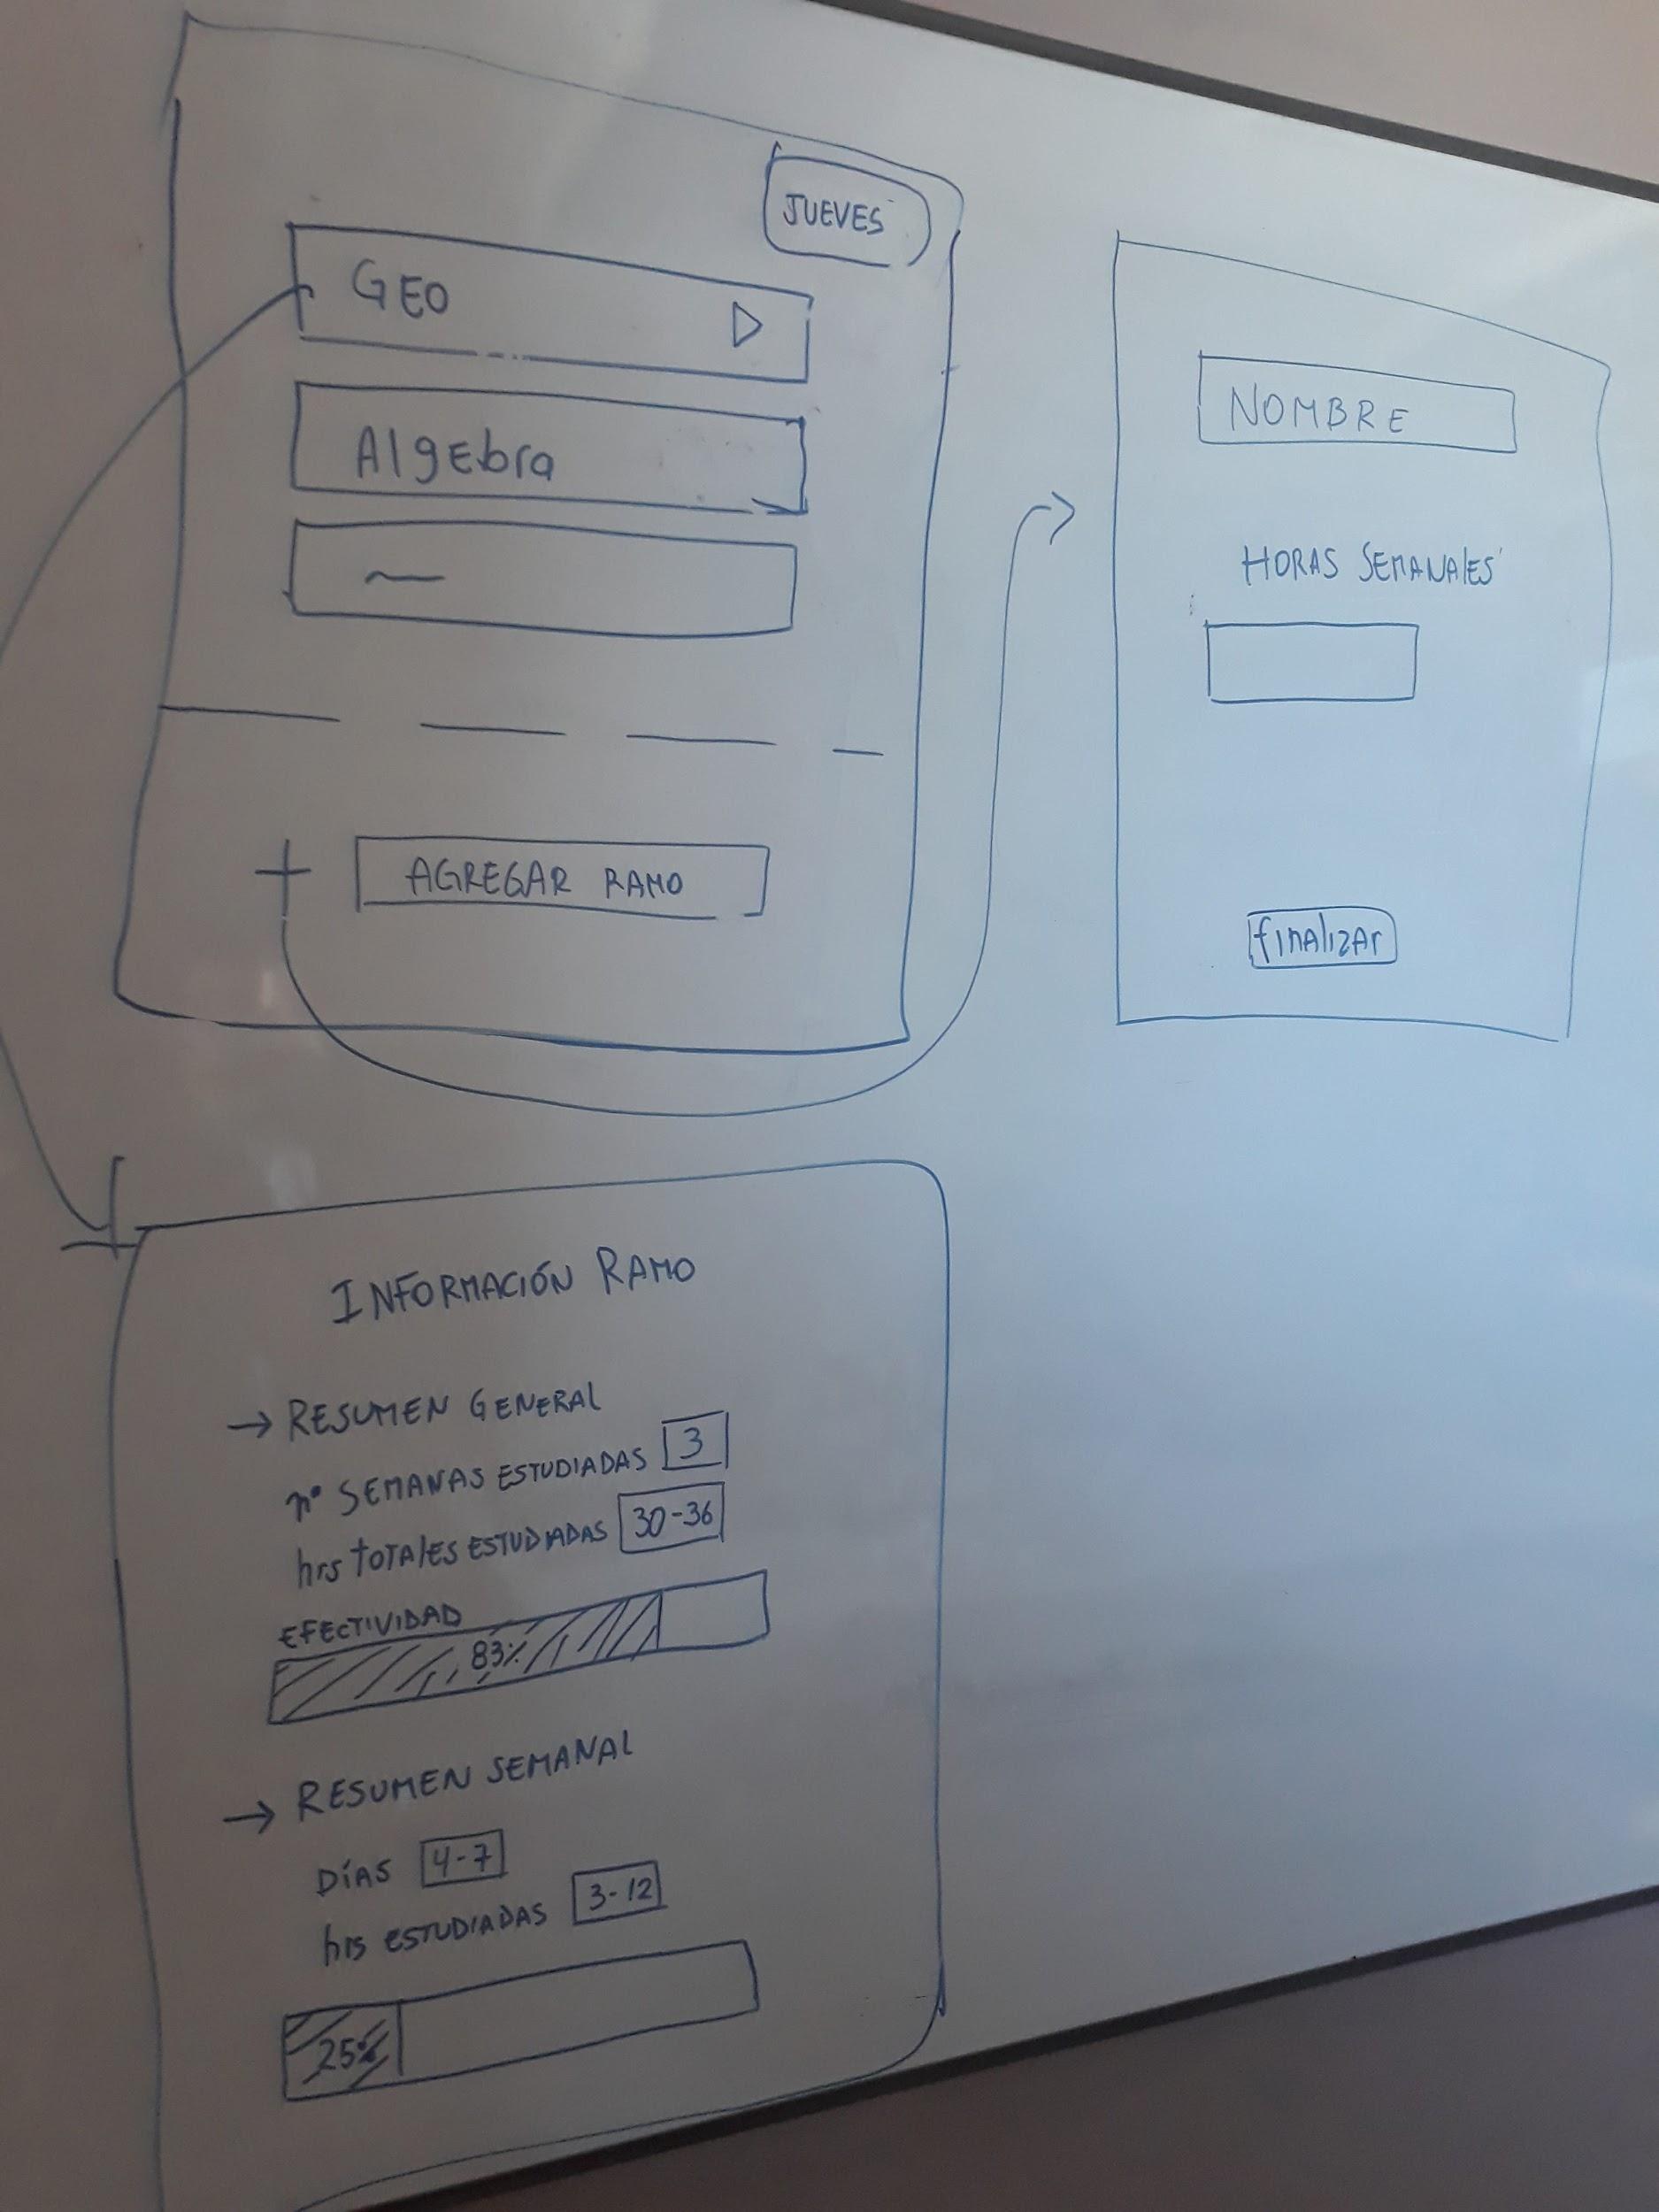 JUEVES
GEO
Algebra
AGREGAR RAMO
NOMBRE
HORAS SEMANALES
finalizar
INFORMACIÓN RAMO
→ RESUMEN GENERAL
nº SEMANAS ESTUDIADAS 3
hrs TOTALES ESTUDIADAS 30-36
EFECTIVIDAD
83%
→ RESUMEN SEMANAL
DÍAS 4-7
hrs ESTUDIADAS 3-12
25%